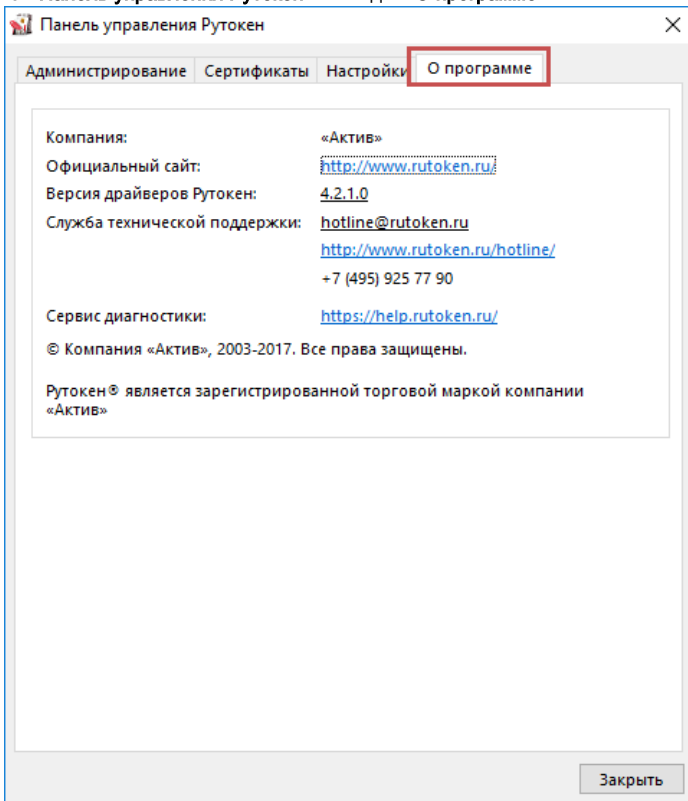 Панель управления Рутокен
Администрирование Сертификаты Настройки О программе
Компания: «Актив»
Официальный сайт: http://www.rutoken.ru/
Версия драйверов Рутокен: 4.2.1.0
Служба технической поддержки: hotline@rutoken.ru
http://www.rutoken.ru/hotline/
+7 (495) 925 77 90
Сервис диагностики: https://help.rutoken.ru/
© Компания «Актив», 2003-2017. Все права защищены.
Рутокен® является зарегистрированной торговой маркой компании
«Актив»
Закрыть